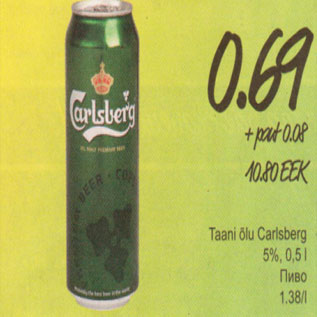 Carlsberg
0.69
+ pant 0.08
10.80 EEK
Taani õlu Carlsberg
5%, 0,5 l
Пиво
1.38/l